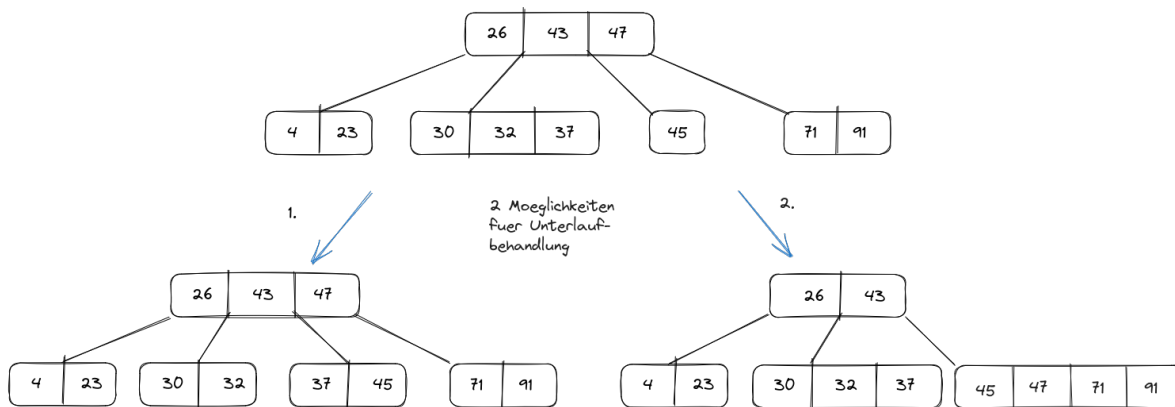 26 43 47
4 23 30 32 37 45 71 91
1.
2 Moeglichkeiten
fuer Unterlauf-
behandlung
2.
26 43 47
4 23 30 32 37 45 71 91
26 43
4 23 30 32 37 45 47 71 91